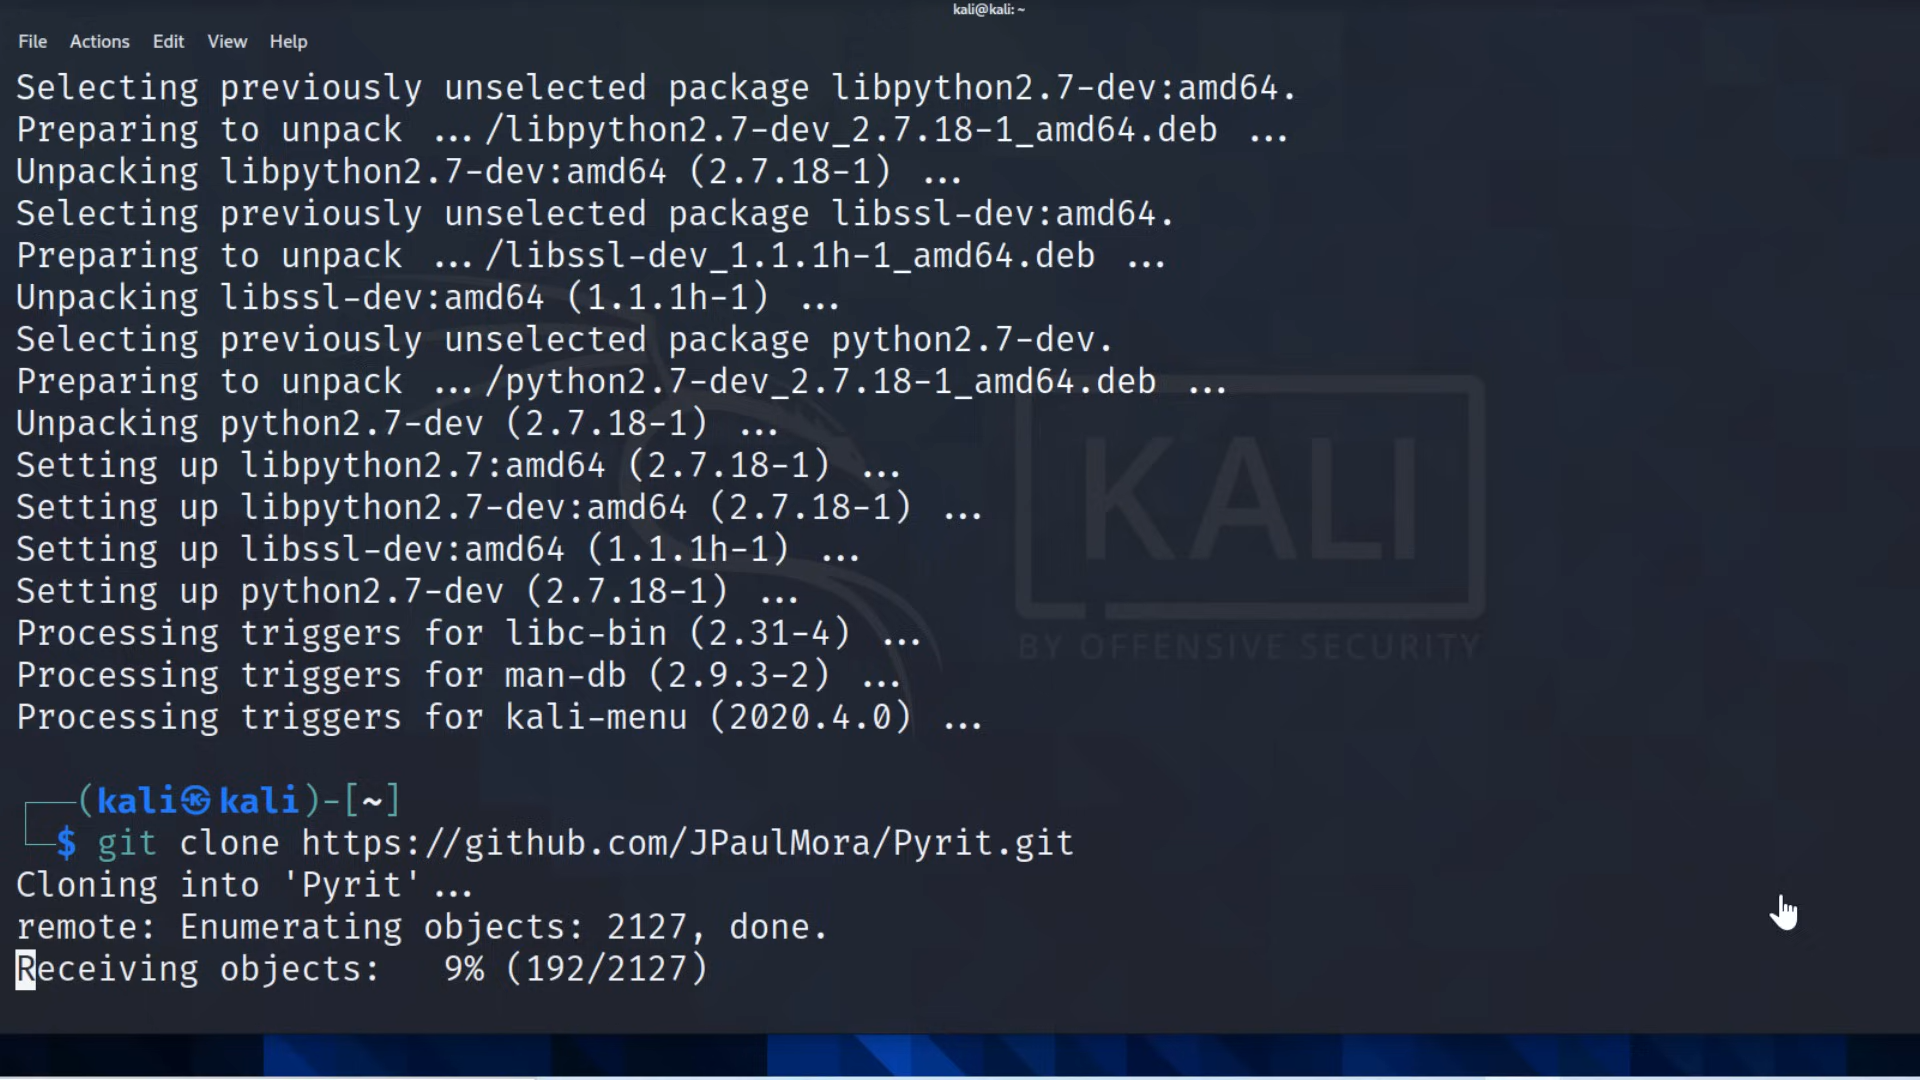 kali@kali: ~
File Actions Edit View Help
Selecting previously unselected package libpython2.7-dev:amd64.
Preparing to unpack .../libpython2.7-dev_2.7.18-1_amd64.deb ...
Unpacking libpython2.7-dev:amd64 (2.7.18-1) ...
Selecting previously unselected package libssl-dev:amd64.
Preparing to unpack .../libssl-dev_1.1.1h-1_amd64.deb ...
Unpacking libssl-dev:amd64 (1.1.1h-1) ...
Selecting previously unselected package python2.7-dev.
Preparing to unpack .../python2.7-dev_2.7.18-1_amd64.deb ...
Unpacking python2.7-dev (2.7.18-1) ...
Setting up libpython2.7:amd64 (2.7.18-1) ...
Setting up libpython2.7-dev:amd64 (2.7.18-1) ...
Setting up libssl-dev:amd64 (1.1.1h-1) ...
Setting up python2.7-dev (2.7.18-1) ...
Processing triggers for libc-bin (2.31-4) ...
Processing triggers for man-db (2.9.3-2) ...
Processing triggers for kali-menu (2020.4.0) ...
┌──(kali㉿kali)-[~]
└─$ git clone https://github.com/JPaulMora/Pyrit.git
Cloning into 'Pyrit'...
remote: Enumerating objects: 2127, done.
Receiving objects:   9% (192/2127)
KALI
BY OFFENSIVE SECURITY